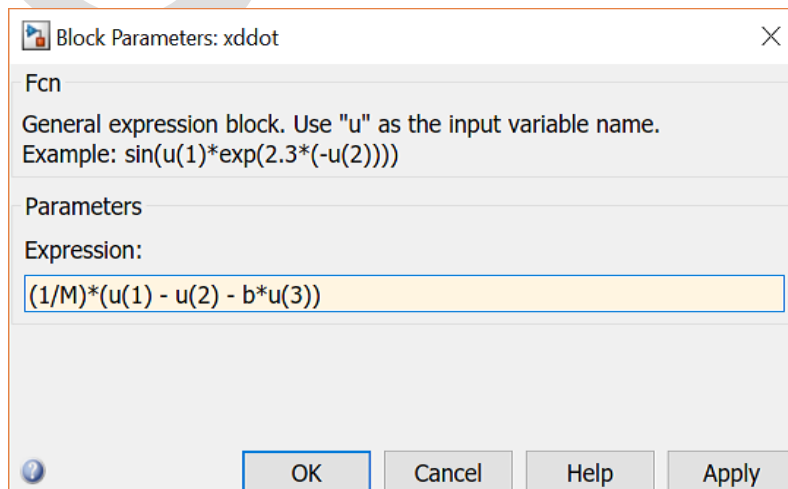 Block Parameters: xddot
Fcn
General expression block. Use "u" as the input variable name.
Example: sin(u(1)*exp(2.3*(-u(2))))
Parameters
Expression:
(1/M)*(u(1) - u(2) - b*u(3))
OK Cancel Help Apply